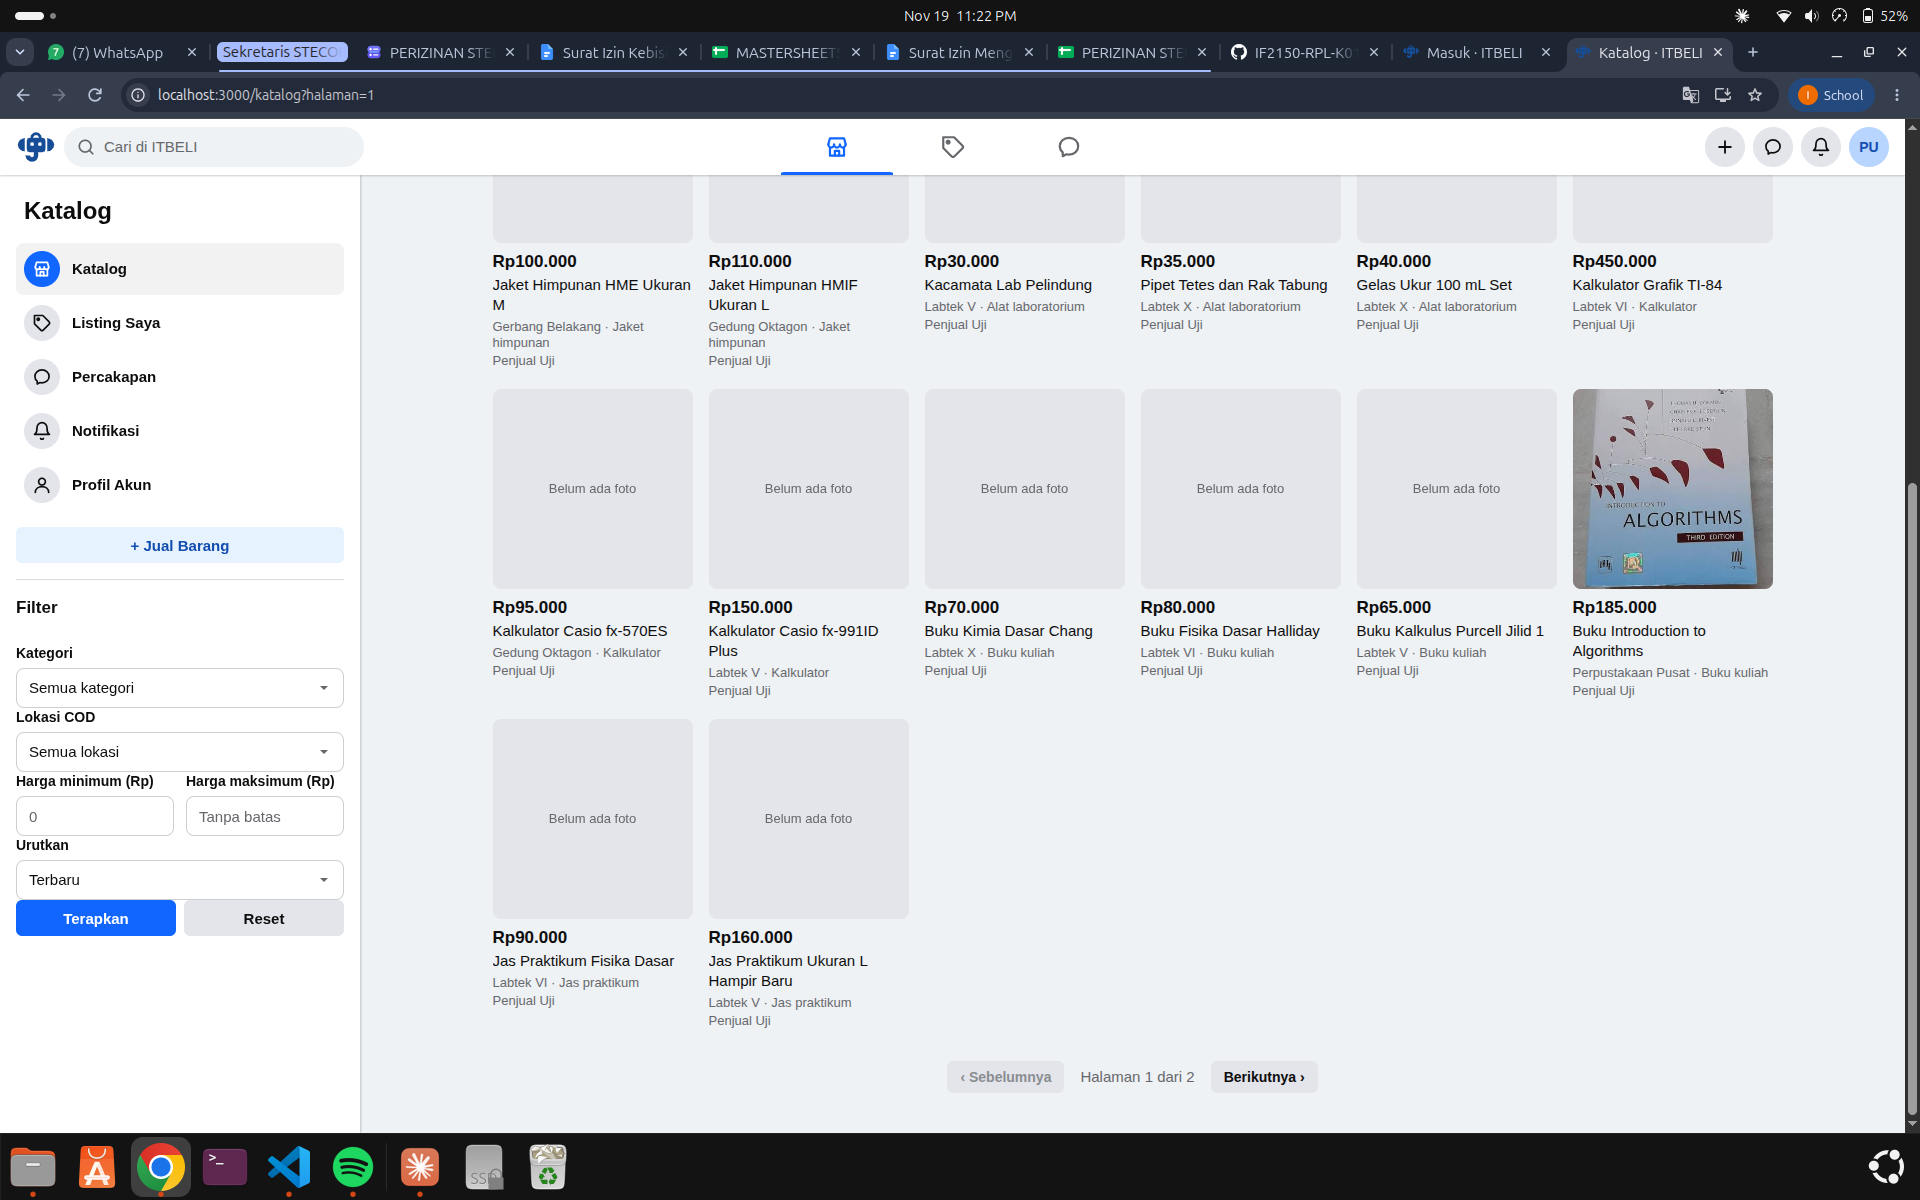 Nov 19 11:22 PM
52%
(7) WhatsApp
Sekretaris STECO
PERIZINAN STE
Surat Izin Kebis
MASTERSHEET
Surat Izin Meng
PERIZINAN STE
IF2150-RPL-K01
Masuk · ITBELI
Katalog · ITBELI
localhost:3000/katalog?halaman=1
School
Cari di ITBELI
PU
Katalog
Katalog
Listing Saya
Percakapan
Notifikasi
Profil Akun
+ Jual Barang
Filter
Kategori
Semua kategori
Lokasi COD
Semua lokasi
Harga minimum (Rp)
Harga maksimum (Rp)
0
Tanpa batas
Urutkan
Terbaru
Terapkan
Reset
Rp100.000
Jaket Himpunan HME Ukuran
M
Gerbang Belakang · Jaket
himpunan
Penjual Uji
Rp110.000
Jaket Himpunan HMIF
Ukuran L
Gedung Oktagon · Jaket
himpunan
Penjual Uji
Rp30.000
Kacamata Lab Pelindung
Labtek V · Alat laboratorium
Penjual Uji
Rp35.000
Pipet Tetes dan Rak Tabung
Labtek X · Alat laboratorium
Penjual Uji
Rp40.000
Gelas Ukur 100 mL Set
Labtek X · Alat laboratorium
Penjual Uji
Rp450.000
Kalkulator Grafik TI-84
Labtek VI · Kalkulator
Penjual Uji
Belum ada foto
Rp95.000
Kalkulator Casio fx-570ES
Gedung Oktagon · Kalkulator
Penjual Uji
Belum ada foto
Rp150.000
Kalkulator Casio fx-991ID
Plus
Labtek V · Kalkulator
Penjual Uji
Belum ada foto
Rp70.000
Buku Kimia Dasar Chang
Labtek X · Buku kuliah
Penjual Uji
Belum ada foto
Rp80.000
Buku Fisika Dasar Halliday
Labtek VI · Buku kuliah
Penjual Uji
Belum ada foto
Rp65.000
Buku Kalkulus Purcell Jilid 1
Labtek V · Buku kuliah
Penjual Uji
INTRODUCTION TO
ALGORITHMS
THIRD EDITION
Rp185.000
Buku Introduction to
Algorithms
Perpustakaan Pusat · Buku kuliah
Penjual Uji
Belum ada foto
Rp90.000
Jas Praktikum Fisika Dasar
Labtek VI · Jas praktikum
Penjual Uji
Belum ada foto
Rp160.000
Jas Praktikum Ukuran L
Hampir Baru
Labtek V · Jas praktikum
Penjual Uji
‹ Sebelumnya
Halaman 1 dari 2
Berikutnya ›